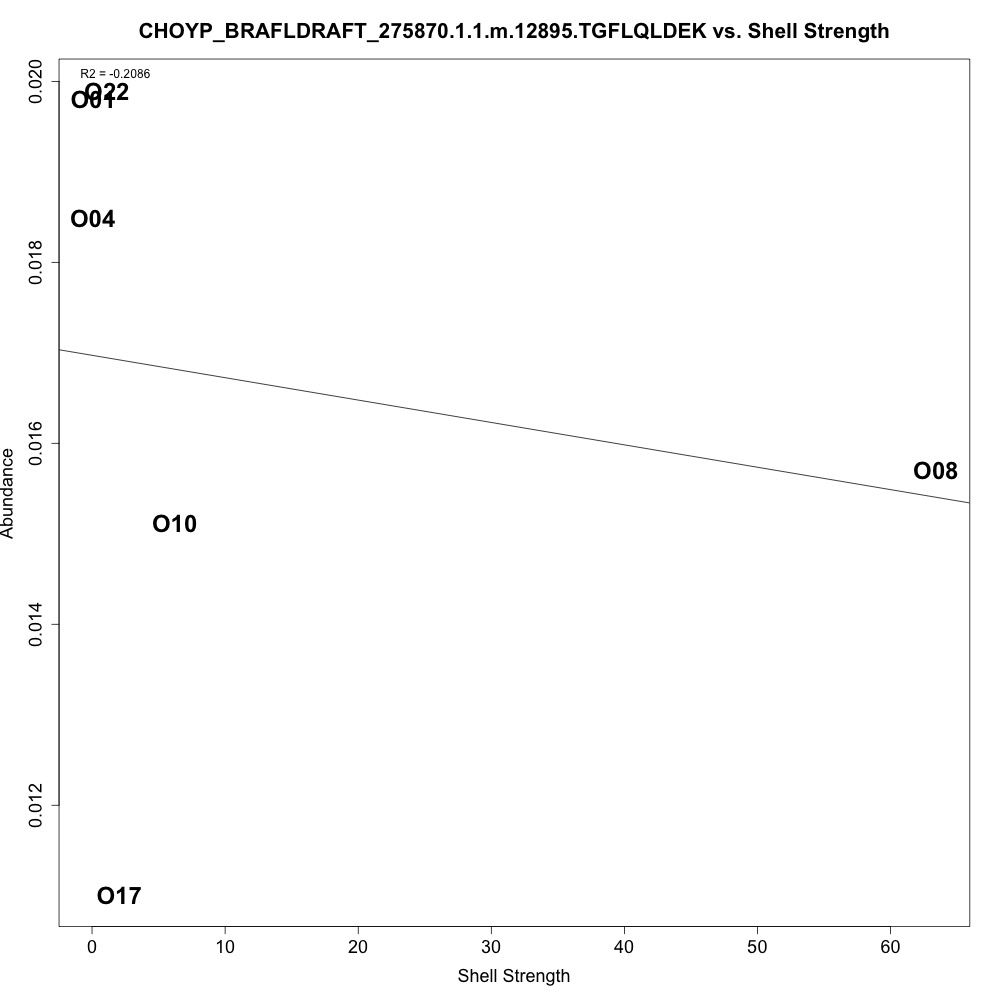 CHOYP_BRAFLDRAFT_275870.1.1.m.12895.TGFLQLDEK vs. Shell Strength
R2 = -0.2086
O22
O01
O04
O08
O10
O17
0.020
0.018
0.016
0.014
0.012
Abundance
0 10 20 30 40 50 60
Shell Strength